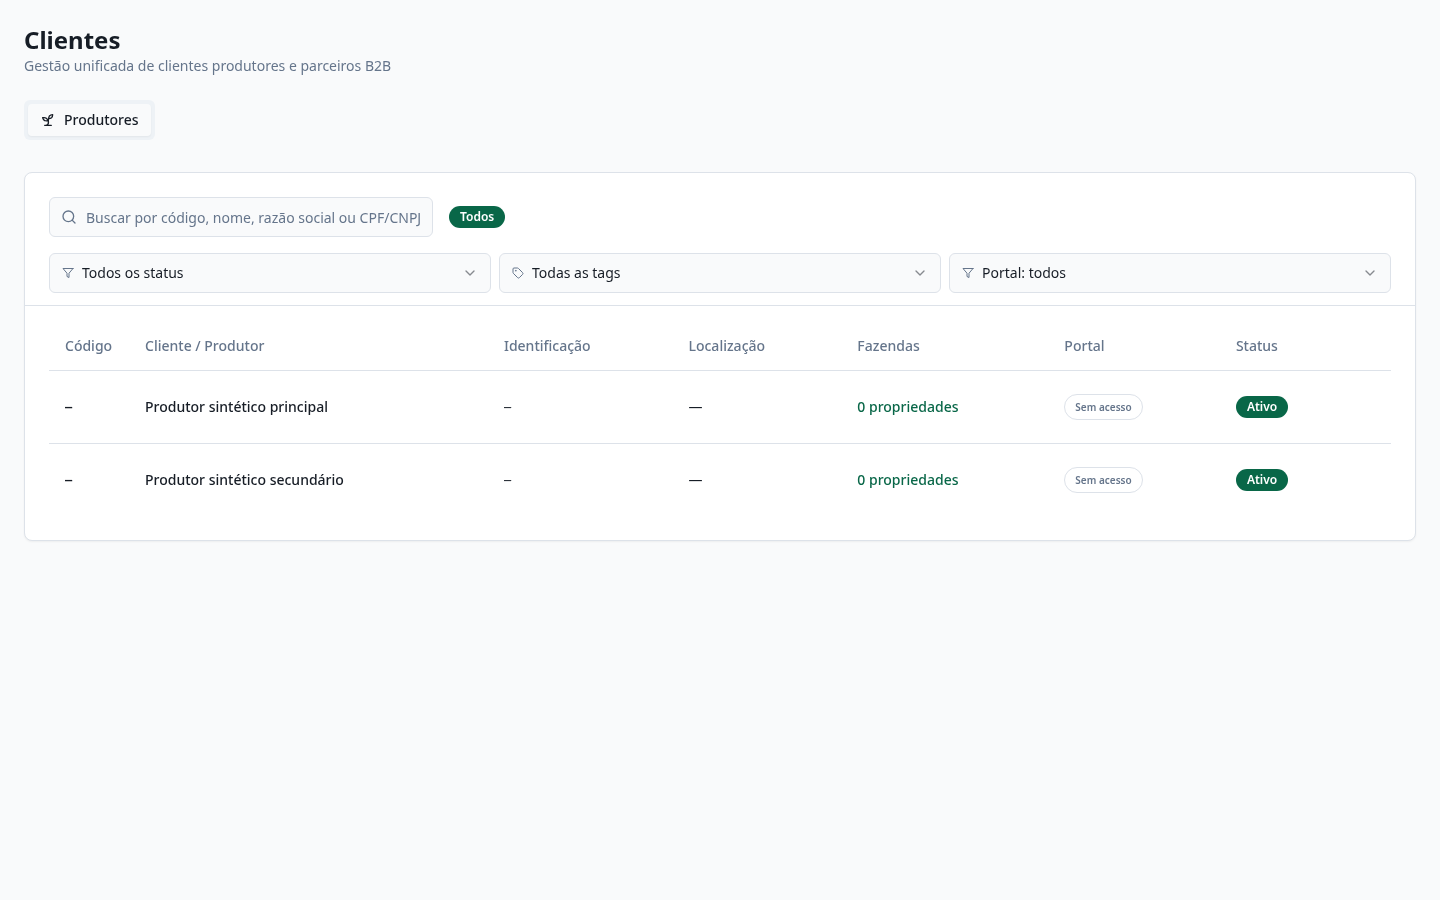 Clientes
Gestão unificada de clientes produtores e parceiros B2B
Produtores
Buscar por código, nome, razão social ou CPF/CNPJ
Todos
Todos os status
Todas as tags
Portal: todos
Código Cliente / Produtor Identificação Localização Fazendas Portal Status
– Produtor sintético principal – — 0 propriedades Sem acesso Ativo
– Produtor sintético secundário – — 0 propriedades Sem acesso Ativo